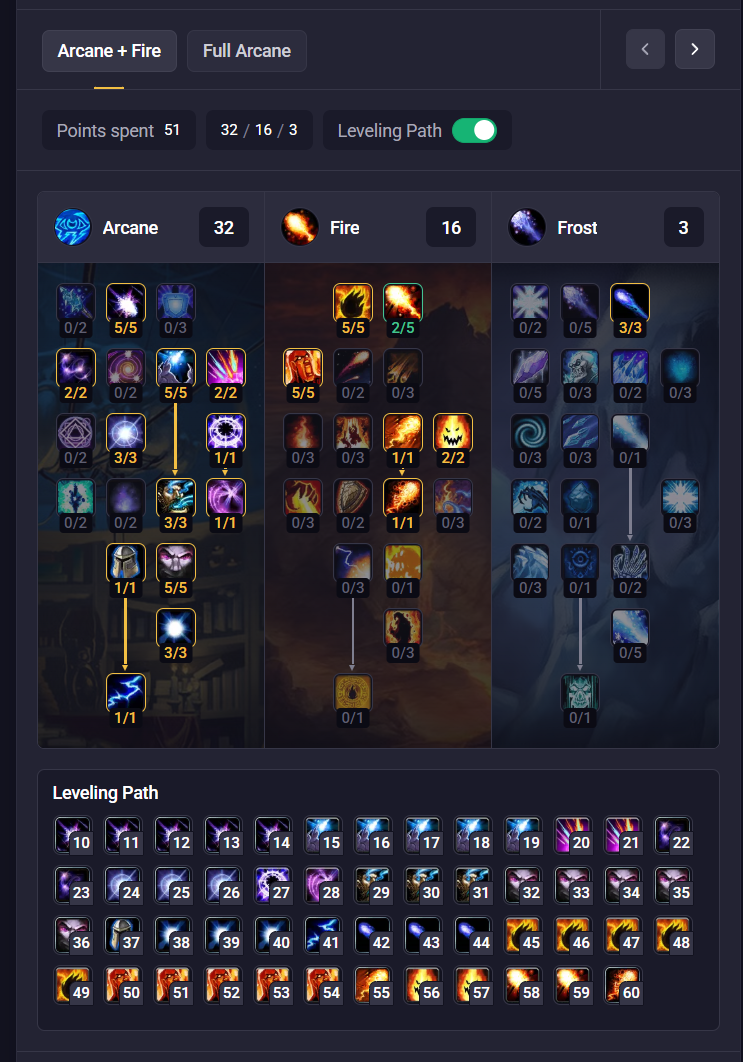 Arcane + Fire Full Arcane
Points spent 51 32 / 16 / 3 Leveling Path
Arcane 32 Fire 16 Frost 3
0/2 5/5 0/3 5/5 2/5 0/2 0/5 3/3
2/2 0/2 5/5 2/2 5/5 0/2 0/3 0/5 0/3 0/2 0/3
0/2 3/3 1/1 0/3 0/3 1/1 2/2 0/3 0/3 0/1
0/2 0/2 3/3 1/1 0/3 0/2 1/1 0/3 0/2 0/1 0/3
1/1 5/5 0/3 0/1 0/3 0/1 0/2
3/3 0/3 0/5
1/1 0/1 0/1
Leveling Path
10 11 12 13 14 15 16 17 18 19 20 21 22
23 24 25 26 27 28 29 30 31 32 33 34 35
36 37 38 39 40 41 42 43 44 45 46 47 48
49 50 51 52 53 54 55 56 57 58 59 60